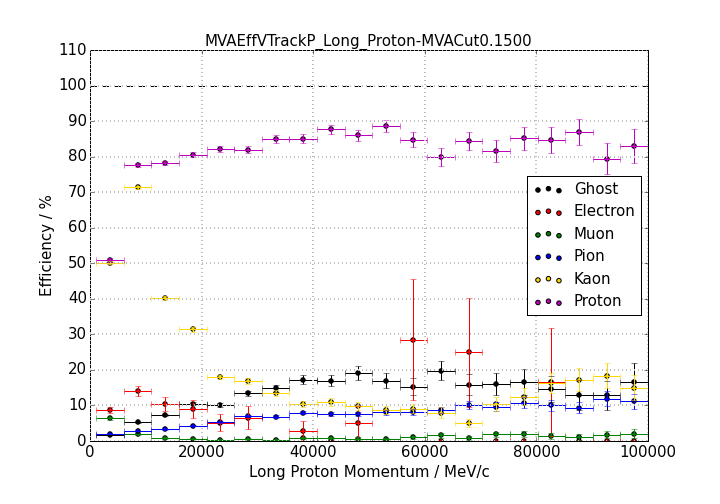 MVAEffVTrackP_Long_Proton-MVACut0.1500
110
100
90
80
70
60
50
40
30
20
10
0
Efficiency / %
Ghost
Electron
Muon
Pion
Kaon
Proton
0 20000 40000 60000 80000 100000
Long Proton Momentum / MeV/c